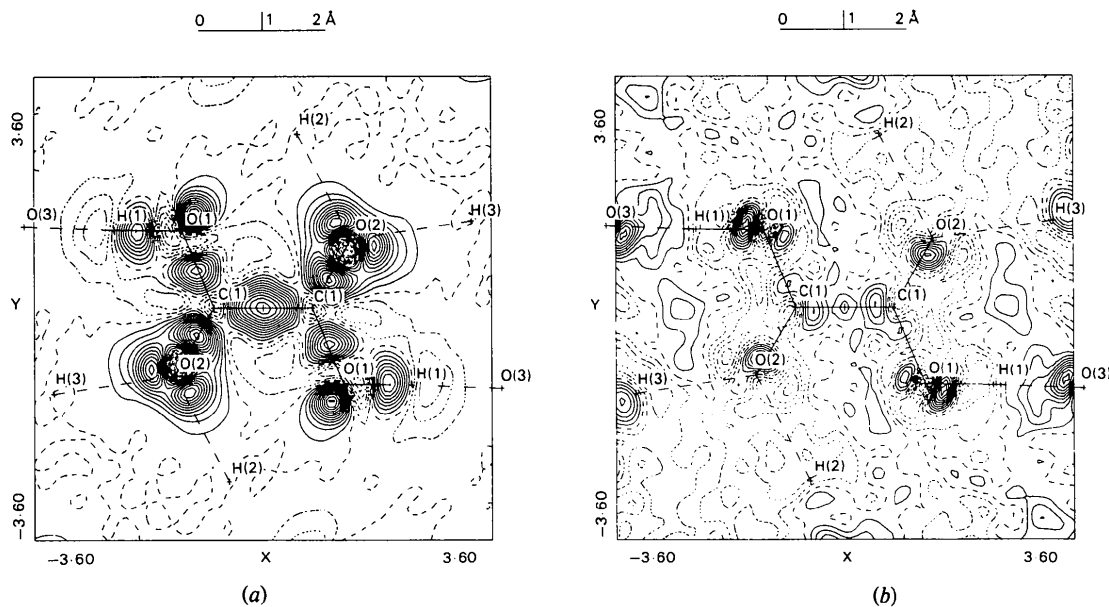 0 1 2 Å
3·60
H(2)
O(3) H(1) O(1) O(2) H(3)
Y C(1) C(1)
O(2) O(1) H(1) O(3)
H(3)
H(2)
-3·60
-3·60 X 3·60
(a)
0 1 2 Å
3·60
H(2)
O(3) H(1) O(1) O(2) H(3)
Y C(1) C(1)
O(2) O(1) H(1) O(3)
H(3)
H(2)
-3·60
-3·60 X 3·60
(b)